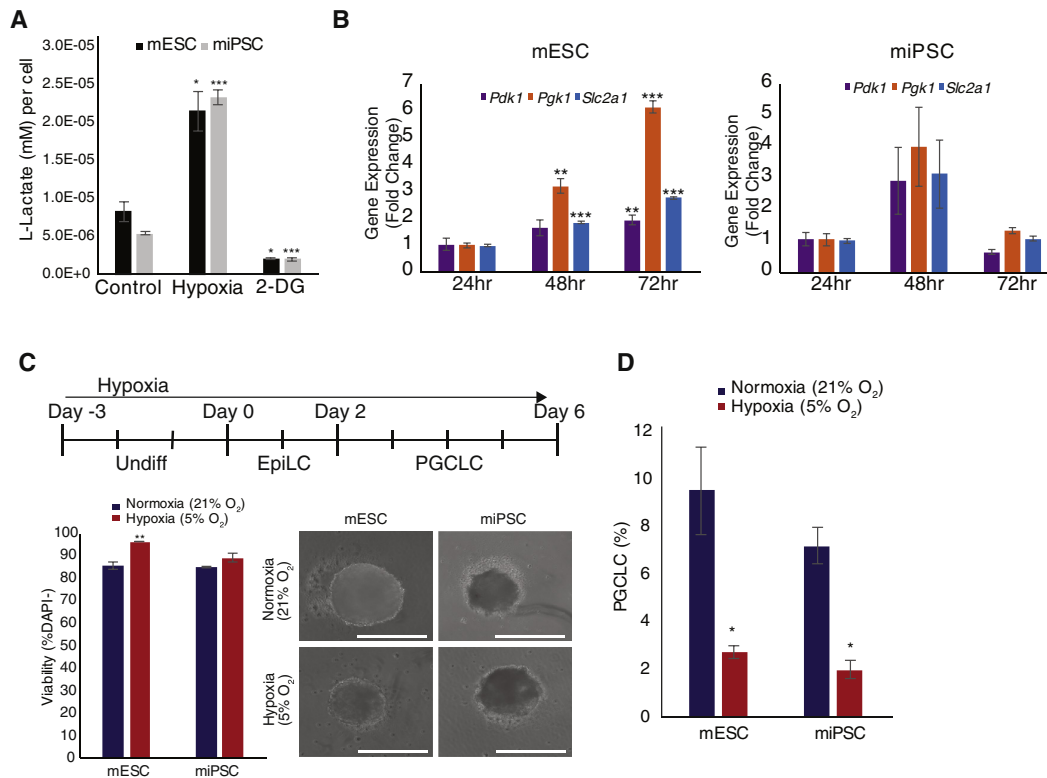 A
mESC miPSC
L-Lactate (mM) per cell
3.0E-05
2.5E-05
2.0E-05
1.5E-05
1.0E-05
5.0E-06
0.0E+0
* ***
* ***
Control Hypoxia 2-DG
B
mESC
Pdk1 Pgk1 Slc2a1
Gene Expression
(Fold Change)
7
6
5
4
3
2
1
0
** ***
** *** ***
24hr 48hr 72hr
miPSC
Pdk1 Pgk1 Slc2a1
Gene Expression
(Fold Change)
6
5
4
3
2
1
0
24hr 48hr 72hr
C
Hypoxia
Day -3 Day 0 Day 2 Day 6
Undiff EpiLC PGCLC
Normoxia (21% O2)
Hypoxia (5% O2)
Viability (%DAPI-)
100
90
80
70
60
50
40
30
20
10
0
**
mESC miPSC
mESC miPSC
Normoxia
(21% O2)
Hypoxia
(5% O2)
D
Normoxia (21% O2)
Hypoxia (5% O2)
PGCLC (%)
12
10
8
6
4
2
0
*
*
mESC miPSC